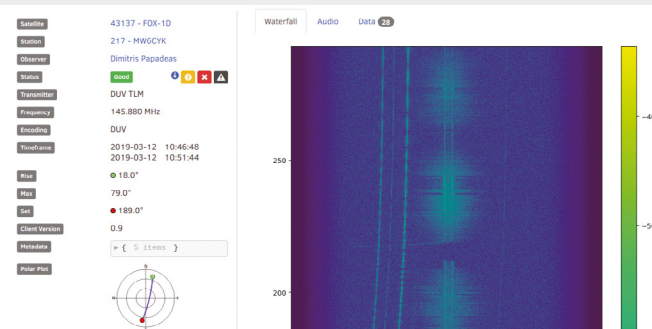 Satellite 43137 - FOX-1D
Station 217 - MWGCYK
Observer Dimitris Papadeas
Status Good
Transmitter DUV TLM
Frequency 145.880 MHz
Encoding DUV
Timeframe 2019-03-12 10:46:48
2019-03-12 10:51:44
Rise 18.0°
Max 79.0°
Set 189.0°
Client Version 0.9
Metadata { 5 items }
Polar Plot
N
Waterfall Audio Data 28
250
200